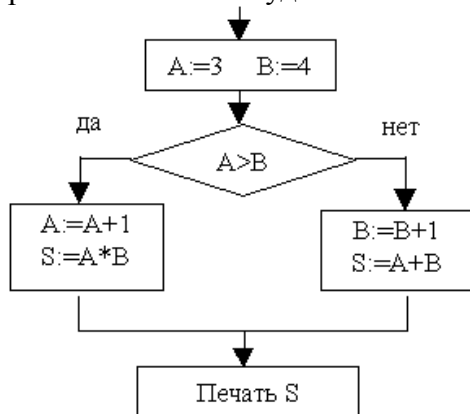 A:=3 B:=4
да
нет
A>B
A:=A+1
S:=A*B
B:=B+1
S:=A+B
Печать S